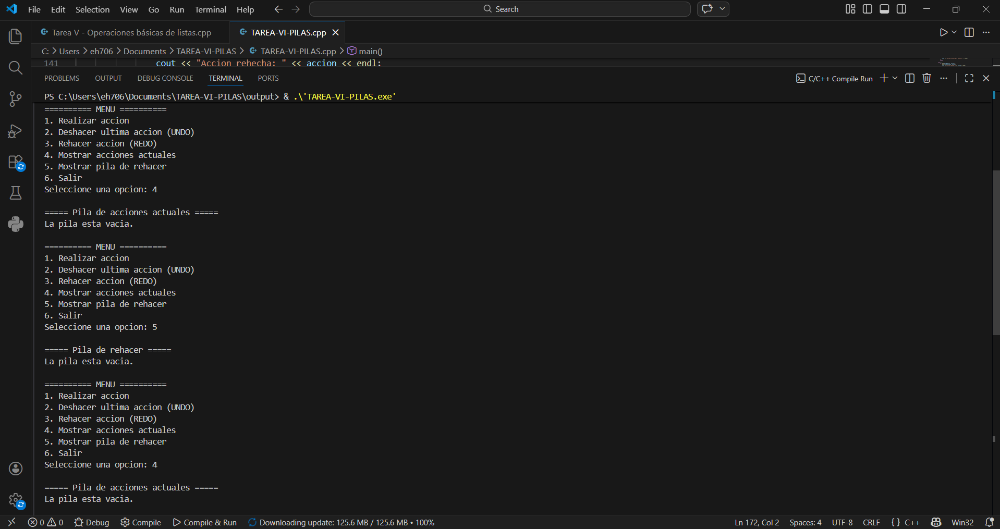 File Edit Selection View Go Run Terminal Help Search
Tarea V - Operaciones básicas de listas.cpp TAREA-VI-PILAS.cpp
C: > Users > eh706 > Documents > TAREA-VI-PILAS > TAREA-VI-PILAS.cpp > main()
141 cout << "Accion rehecha: " << accion << endl;
PROBLEMS OUTPUT DEBUG CONSOLE TERMINAL PORTS C/C++ Compile Run
PS C:\Users\eh706\Documents\TAREA-VI-PILAS\output> & .\'TAREA-VI-PILAS.exe'
========== MENU ==========
1. Realizar accion
2. Deshacer ultima accion (UNDO)
3. Rehacer accion (REDO)
4. Mostrar acciones actuales
5. Mostrar pila de rehacer
6. Salir
Seleccione una opcion: 4
===== Pila de acciones actuales =====
La pila esta vacia.
========== MENU ==========
1. Realizar accion
2. Deshacer ultima accion (UNDO)
3. Rehacer accion (REDO)
4. Mostrar acciones actuales
5. Mostrar pila de rehacer
6. Salir
Seleccione una opcion: 5
===== Pila de rehacer =====
La pila esta vacia.
========== MENU ==========
1. Realizar accion
2. Deshacer ultima accion (UNDO)
3. Rehacer accion (REDO)
4. Mostrar acciones actuales
5. Mostrar pila de rehacer
6. Salir
Seleccione una opcion: 4
===== Pila de acciones actuales =====
La pila esta vacia.
0 0 Debug Compile Compile & Run Downloading update: 125.6 MB / 125.6 MB • 100% Ln 172, Col 2 Spaces: 4 UTF-8 CRLF {} C++ Win32